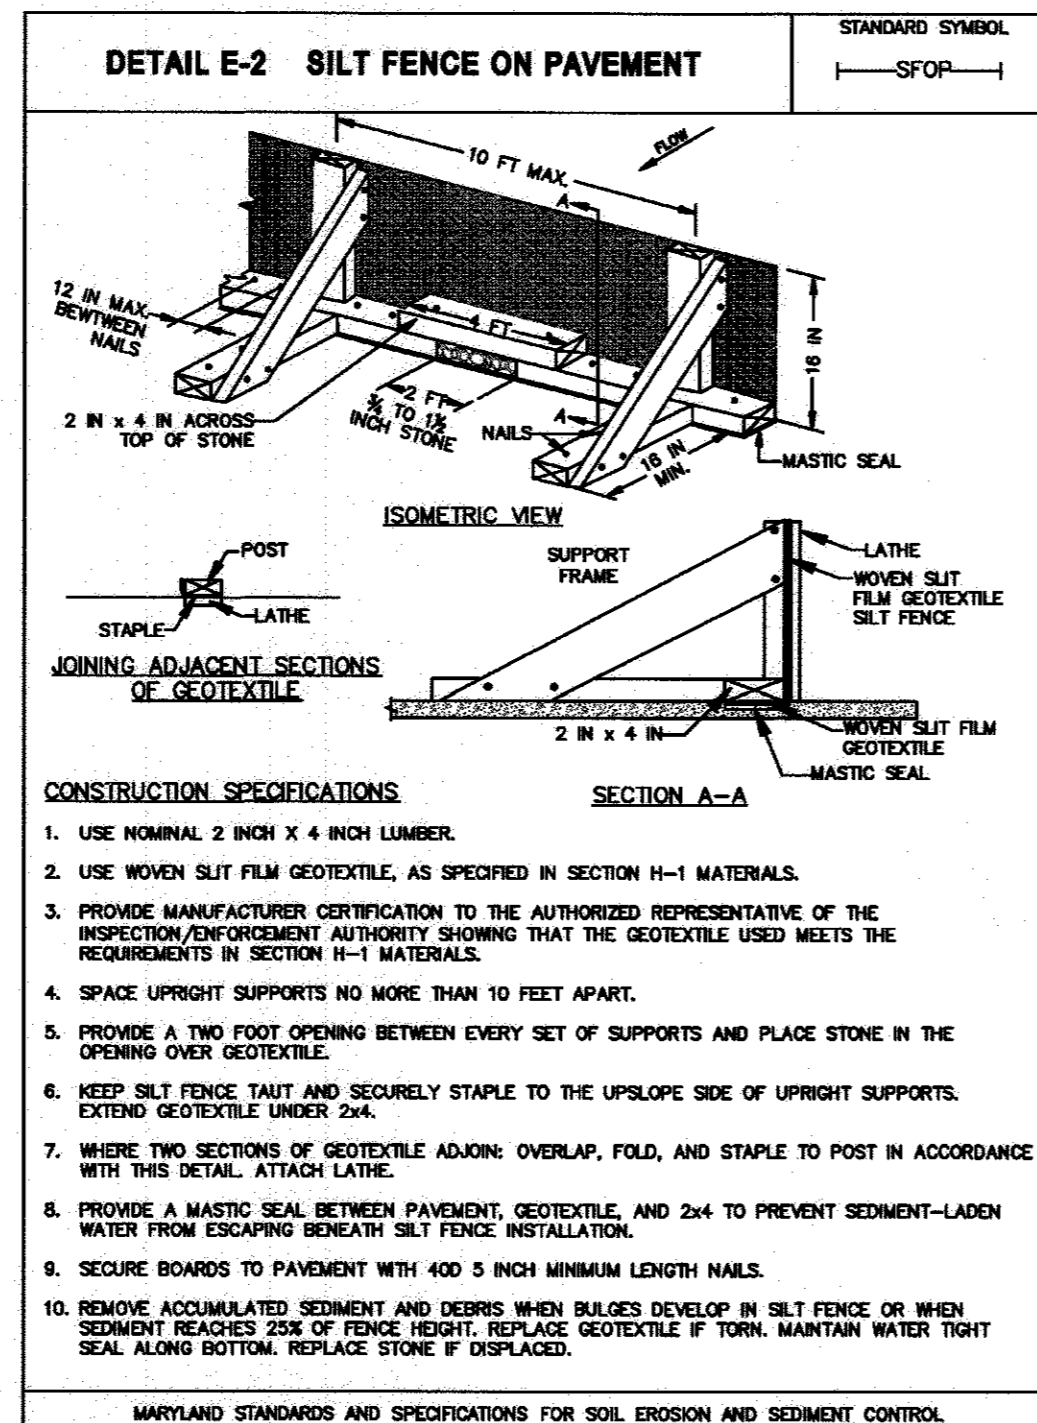 DETAIL E-2 SILT FENCE ON PAVEMENT
STANDARD SYMBOL
SFOP
FLOW
10 FT MAX.
A
12 IN MAX.
BEWTWEEN
NAILS
4 FT
16 IN
2 FT
¾ TO 1½
INCH STONE
2 IN x 4 IN ACROSS
TOP OF STONE
A
NAILS
16 IN
MIN.
MASTIC SEAL
ISOMETRIC VIEW
POST
STAPLE
LATHE
JOINING ADJACENT SECTIONS
OF GEOTEXTILE
SUPPORT
FRAME
LATHE
WOVEN SLIT
FILM GEOTEXTILE
SILT FENCE
2 IN x 4 IN
WOVEN SLIT FILM
GEOTEXTILE
MASTIC SEAL
SECTION A-A
CONSTRUCTION SPECIFICATIONS
1. USE NOMINAL 2 INCH X 4 INCH LUMBER.
2. USE WOVEN SLIT FILM GEOTEXTILE, AS SPECIFIED IN SECTION H-1 MATERIALS.
3. PROVIDE MANUFACTURER CERTIFICATION TO THE AUTHORIZED REPRESENTATIVE OF THE
INSPECTION/ENFORCEMENT AUTHORITY SHOWING THAT THE GEOTEXTILE USED MEETS THE
REQUIREMENTS IN SECTION H-1 MATERIALS.
4. SPACE UPRIGHT SUPPORTS NO MORE THAN 10 FEET APART.
5. PROVIDE A TWO FOOT OPENING BETWEEN EVERY SET OF SUPPORTS AND PLACE STONE IN THE
OPENING OVER GEOTEXTILE.
6. KEEP SILT FENCE TAUT AND SECURELY STAPLE TO THE UPSLOPE SIDE OF UPRIGHT SUPPORTS.
EXTEND GEOTEXTILE UNDER 2x4.
7. WHERE TWO SECTIONS OF GEOTEXTILE ADJOIN: OVERLAP, FOLD, AND STAPLE TO POST IN ACCORDANCE
WITH THIS DETAIL. ATTACH LATHE.
8. PROVIDE A MASTIC SEAL BETWEEN PAVEMENT, GEOTEXTILE, AND 2x4 TO PREVENT SEDIMENT-LADEN
WATER FROM ESCAPING BENEATH SILT FENCE INSTALLATION.
9. SECURE BOARDS TO PAVEMENT WITH 40D 5 INCH MINIMUM LENGTH NAILS.
10. REMOVE ACCUMULATED SEDIMENT AND DEBRIS WHEN BULGES DEVELOP IN SILT FENCE OR WHEN
SEDIMENT REACHES 25% OF FENCE HEIGHT. REPLACE GEOTEXTILE IF TORN. MAINTAIN WATER TIGHT
SEAL ALONG BOTTOM. REPLACE STONE IF DISPLACED.
MARYLAND STANDARDS AND SPECIFICATIONS FOR SOIL EROSION AND SEDIMENT CONTROL